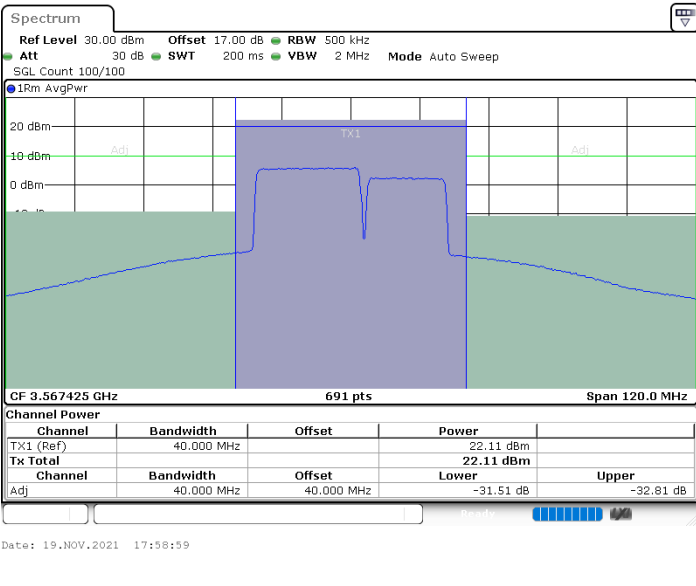 Spectrum
Ref Level 30.00 dBm Offset 17.00 dB RBW 500 kHz
Att 30 dB SWT 200 ms VBW 2 MHz Mode Auto Sweep
SGL Count 100/100
1Rm AvgPwr
20 dBm
TX1
Adj Adj
10 dBm
0 dBm
CF 3.567425 GHz 691 pts Span 120.0 MHz
Channel Power
Channel Bandwidth Offset Power
TX1 (Ref) 40.000 MHz 22.11 dBm
Tx Total 22.11 dBm
Channel Bandwidth Offset Lower Upper
Adj 40.000 MHz 40.000 MHz -31.51 dB -32.81 dB
Ready
Date: 19.NOV.2021 17:58:59